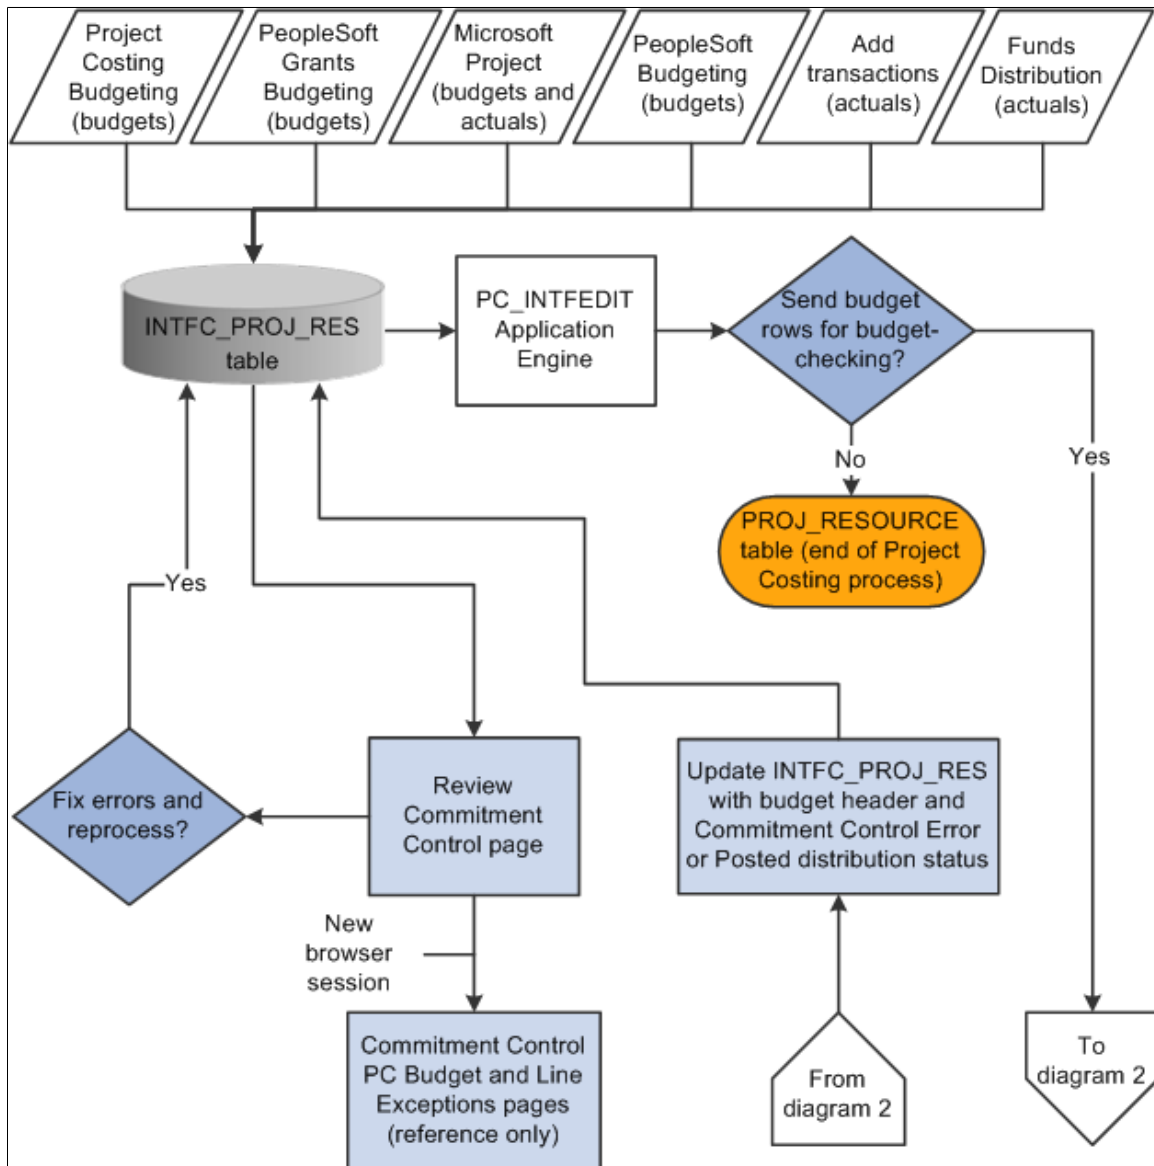 Project
Costing
Budgeting
(budgets)
PeopleSoft
Grants
Budgeting
(budgets)
Microsoft
Project
(budgets and
actuals)
PeopleSoft
Budgeting
(budgets)
Add
transactions
(actuals)
Funds
Distribution
(actuals)
INTFC_PROJ_RES
table
PC_INTFEDIT
Application
Engine
Send budget
rows for budget-
checking?
No
Yes
PROJ_RESOURCE
table (end of Project
Costing process)
Yes
Fix errors and
reprocess?
Review
Commitment
Control page
Update INTFC_PROJ_RES
with budget header and
Commitment Control Error
or Posted distribution status
New
browser
session
Commitment Control
PC Budget and Line
Exceptions pages
(reference only)
From
diagram 2
To
diagram 2